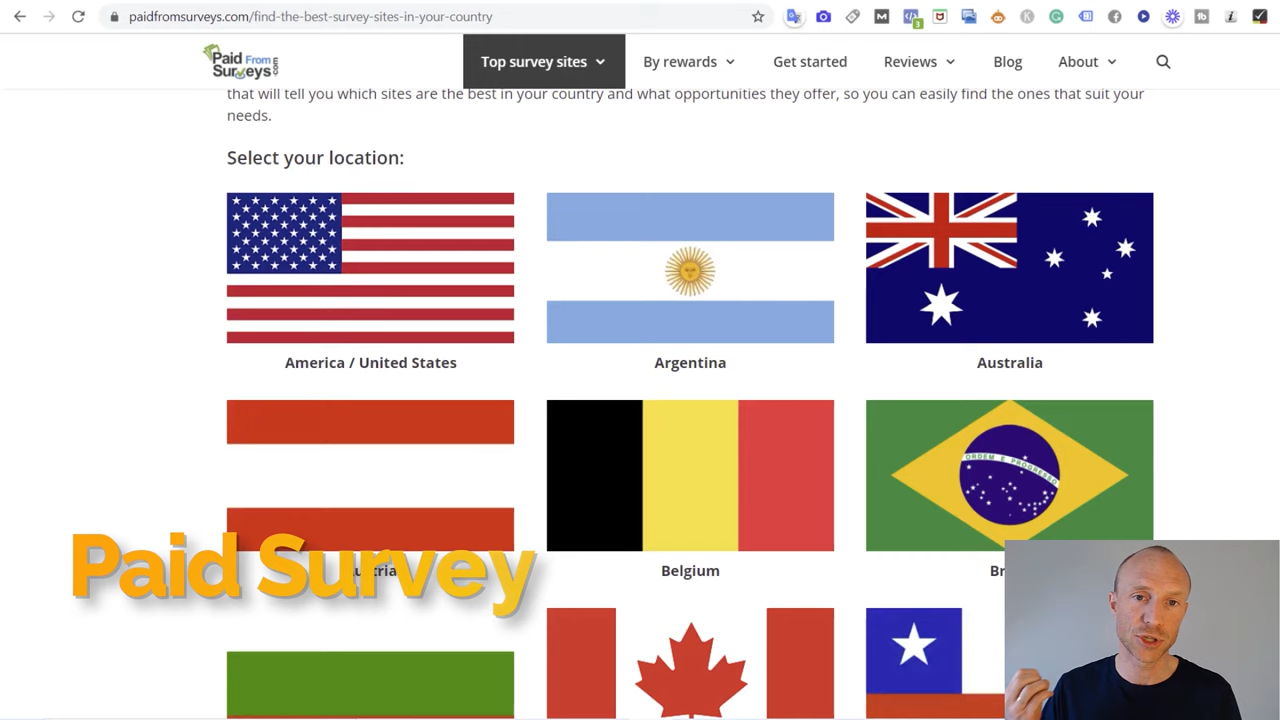 paidfromsurveys.com/find-the-best-survey-sites-in-your-country
3
Paid From
Surveys
.com
Top survey sites
By rewards
Get started
Reviews
Blog
About
that will tell you which sites are the best in your country and what opportunities they offer, so you can easily find the ones that suit your
needs.
Select your location:
America / United States
Argentina
Australia
ORDEM E PROGRESSO
Paid Survey
Belgium